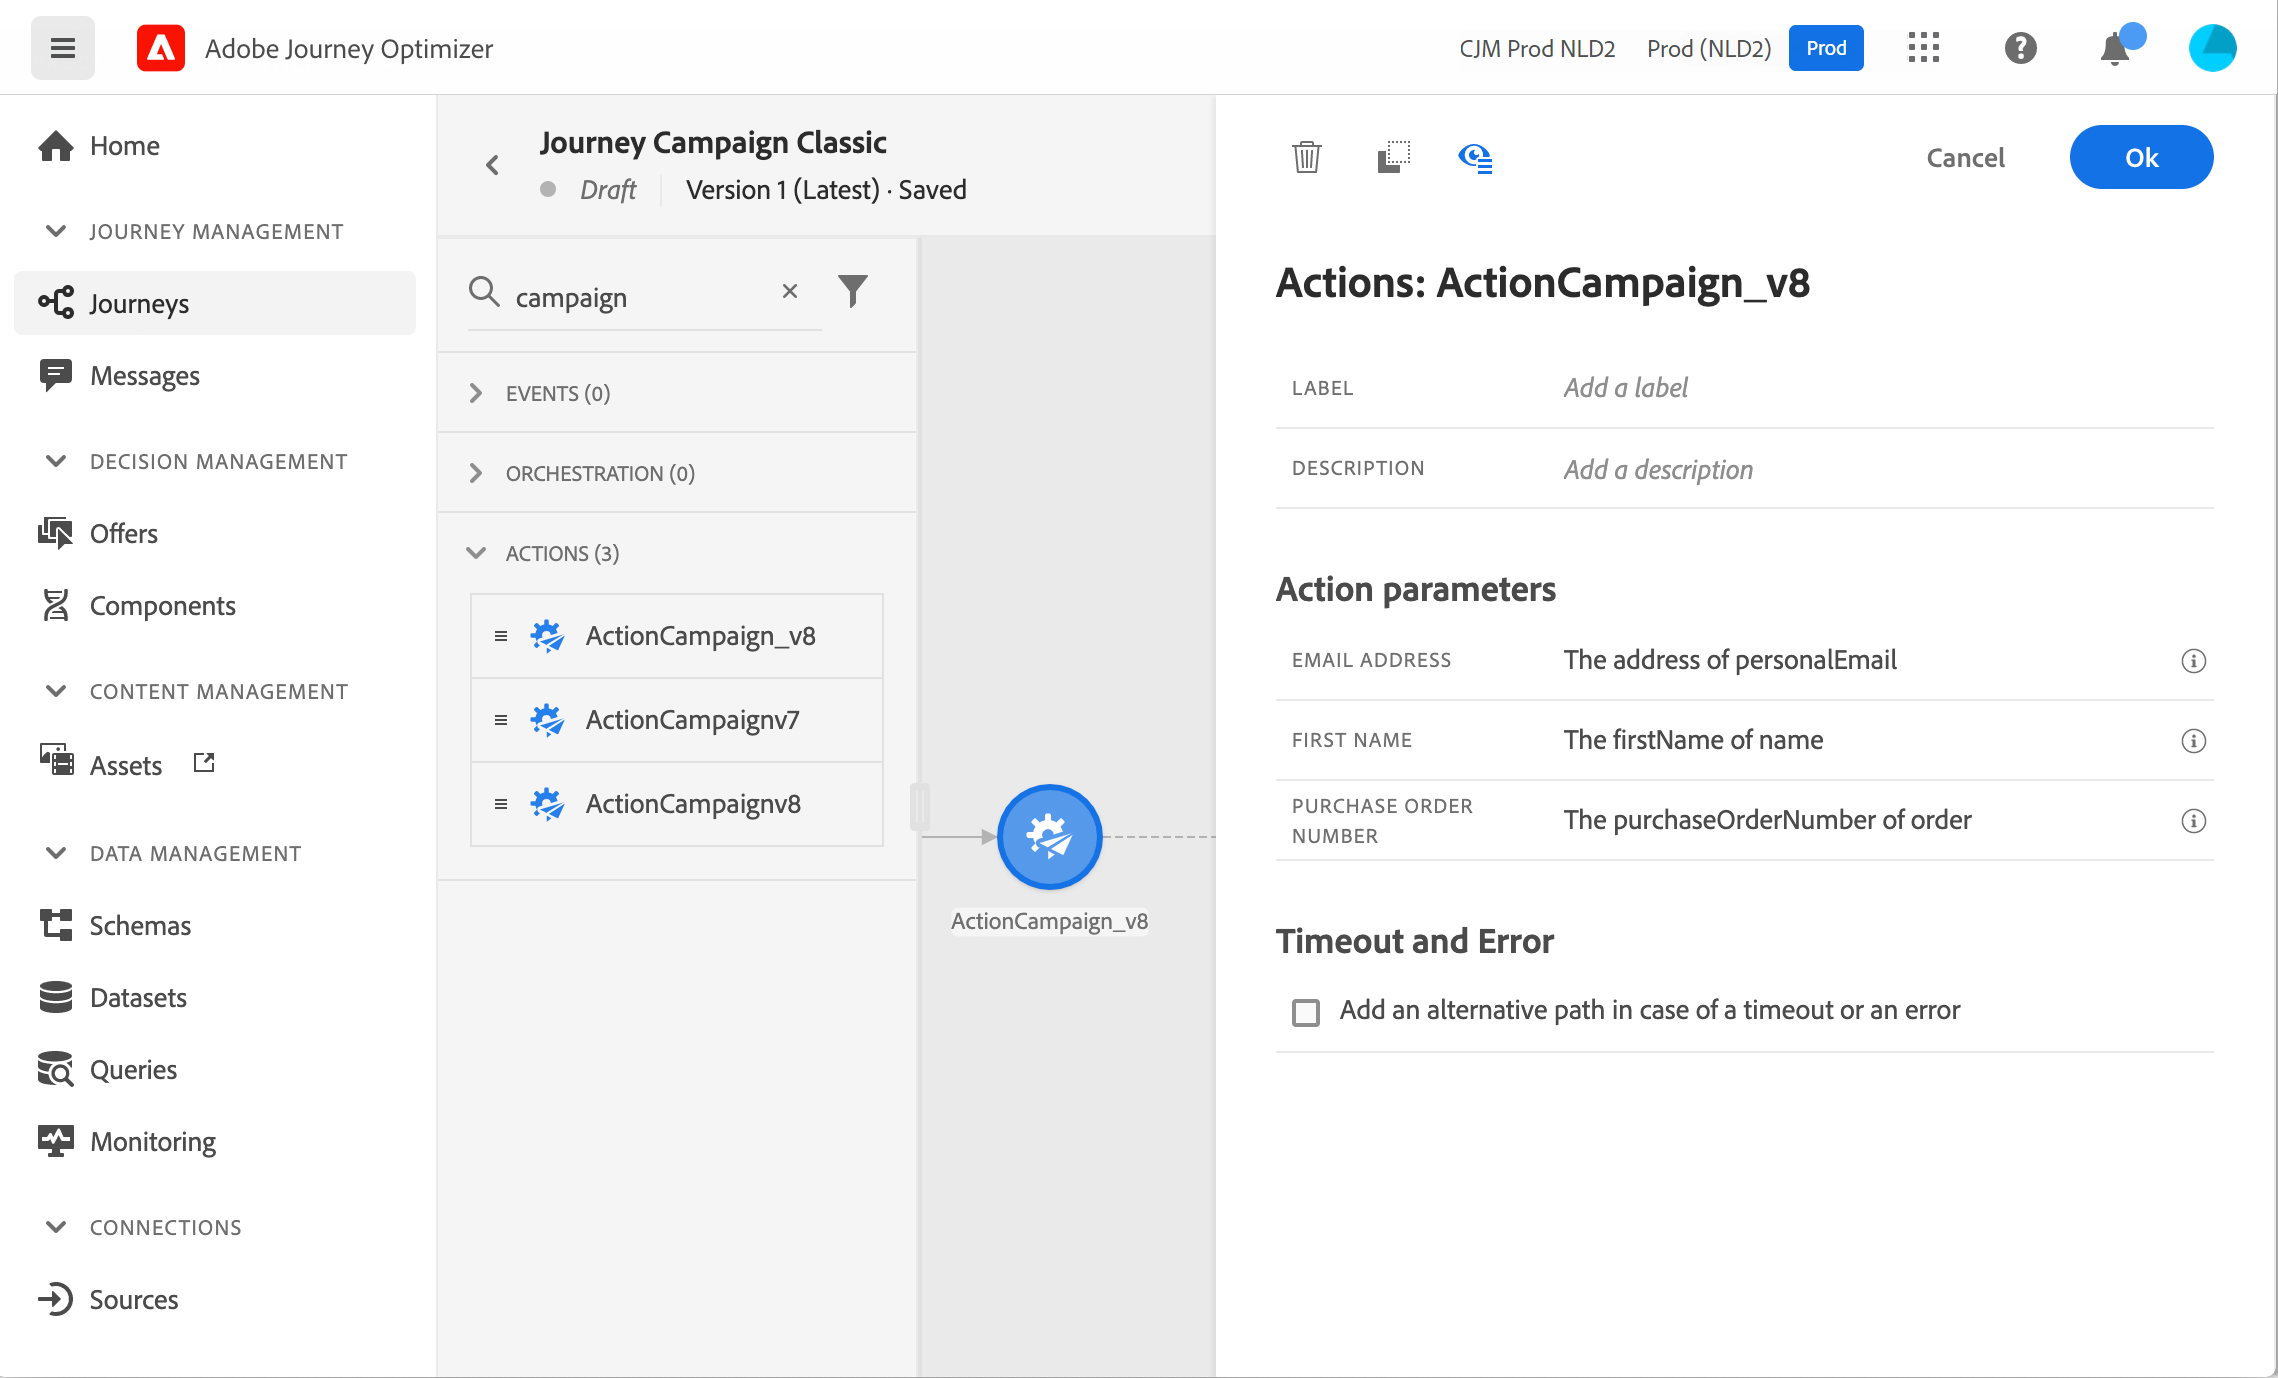 Adobe Journey Optimizer
CJM Prod NLD2
Prod (NLD2)
Prod
Home
JOURNEY MANAGEMENT
Journeys
Messages
DECISION MANAGEMENT
Offers
Components
CONTENT MANAGEMENT
Assets
DATA MANAGEMENT
Schemas
Datasets
Queries
Monitoring
CONNECTIONS
Sources
Journey Campaign Classic
Draft
Version 1 (Latest) · Saved
campaign
EVENTS (0)
ORCHESTRATION (0)
ACTIONS (3)
ActionCampaign_v8
ActionCampaignv7
ActionCampaignv8
ActionCampaign_v8
Cancel
Ok
Actions: ActionCampaign_v8
LABEL
Add a label
DESCRIPTION
Add a description
Action parameters
EMAIL ADDRESS
The address of personalEmail
FIRST NAME
The firstName of name
PURCHASE ORDER
NUMBER
The purchaseOrderNumber of order
Timeout and Error
Add an alternative path in case of a timeout or an error